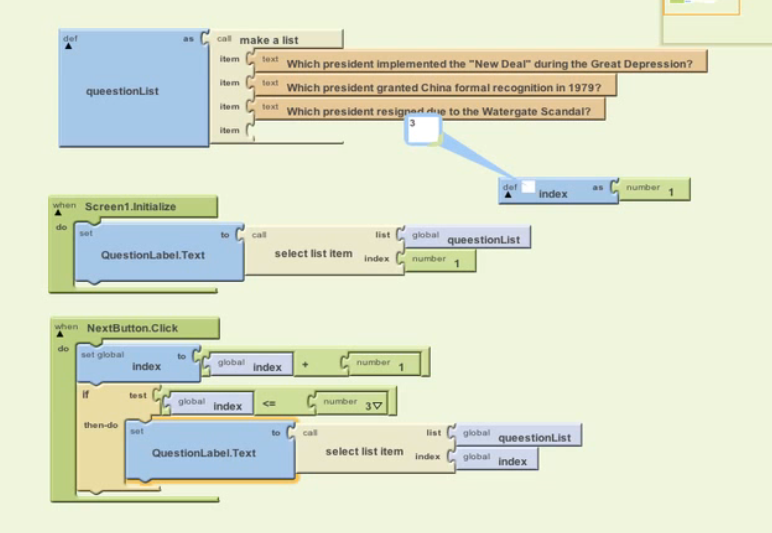 def as call make a list
item text Which president implemented the "New Deal" during the Great Depression?
item text Which president granted China formal recognition in 1979?
queestionList
item text Which president resigned due to the Watergate Scandal?
item
3
def index as number 1
when Screen1.Initialize
do set QuestionLabel.Text to call select list item list global queestionList
index number 1
when NextButton.Click
do set global index to global index + number 1
if test global index <= number 3
then-do set QuestionLabel.Text to call select list item list global queestionList
index global index